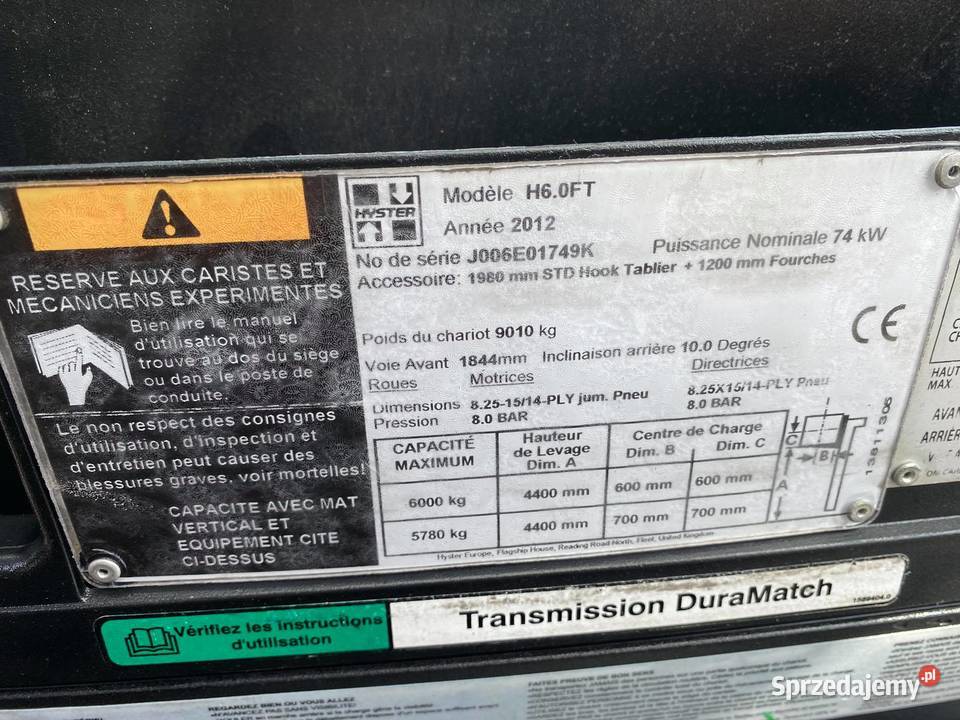 RESERVE AUX CARISTES ET
MECANICIENS EXPERIMENTES
Bien lire le manuel
d'utilisation qui se
trouve au dos du siège
ou dans le poste de
conduite.
Le non respect des consignes
d'utilisation, d'inspection et
d'entretien peut causer des
blessures graves, voir mortelles!
CAPACITE AVEC MAT
VERTICAL ET
EQUIPEMENT CITE
CI-DESSUS
HYSTER
Modèle H6.0FT
Année 2012
No de série J006E01749K
Puissance Nominale 74 kW
Accessoire: 1980 mm STD Hook Tablier + 1200 mm Fourches
Poids du chariot 9010 kg
Voie Avant 1844mm Inclinaison arrière 10.0 Degrés
Roues Motrices Directrices
Dimensions 8.25-15/14-PLY jum. Pneu 8.25X15/14-PLY Pneu
Pression 8.0 BAR 8.0 BAR
CAPACITÉ MAXIMUM
Hauteur de Levage Dim. A
Centre de Charge
Dim. B Dim. C
6000 kg 4400 mm 600 mm 600 mm
5780 kg 4400 mm 700 mm 700 mm
C
B
A
CE
13811308
Hyster Europe, Flagship House, Reading Road North, Fleet, United Kingdom
HAUT
MAX.
AVAN
ARRIÈR
Vérifiez les instructions
d'utilisation
Transmission DuraMatch
REGARDEZ BIEN OU VOUS ALLEZ
Sprzedajemy.pl